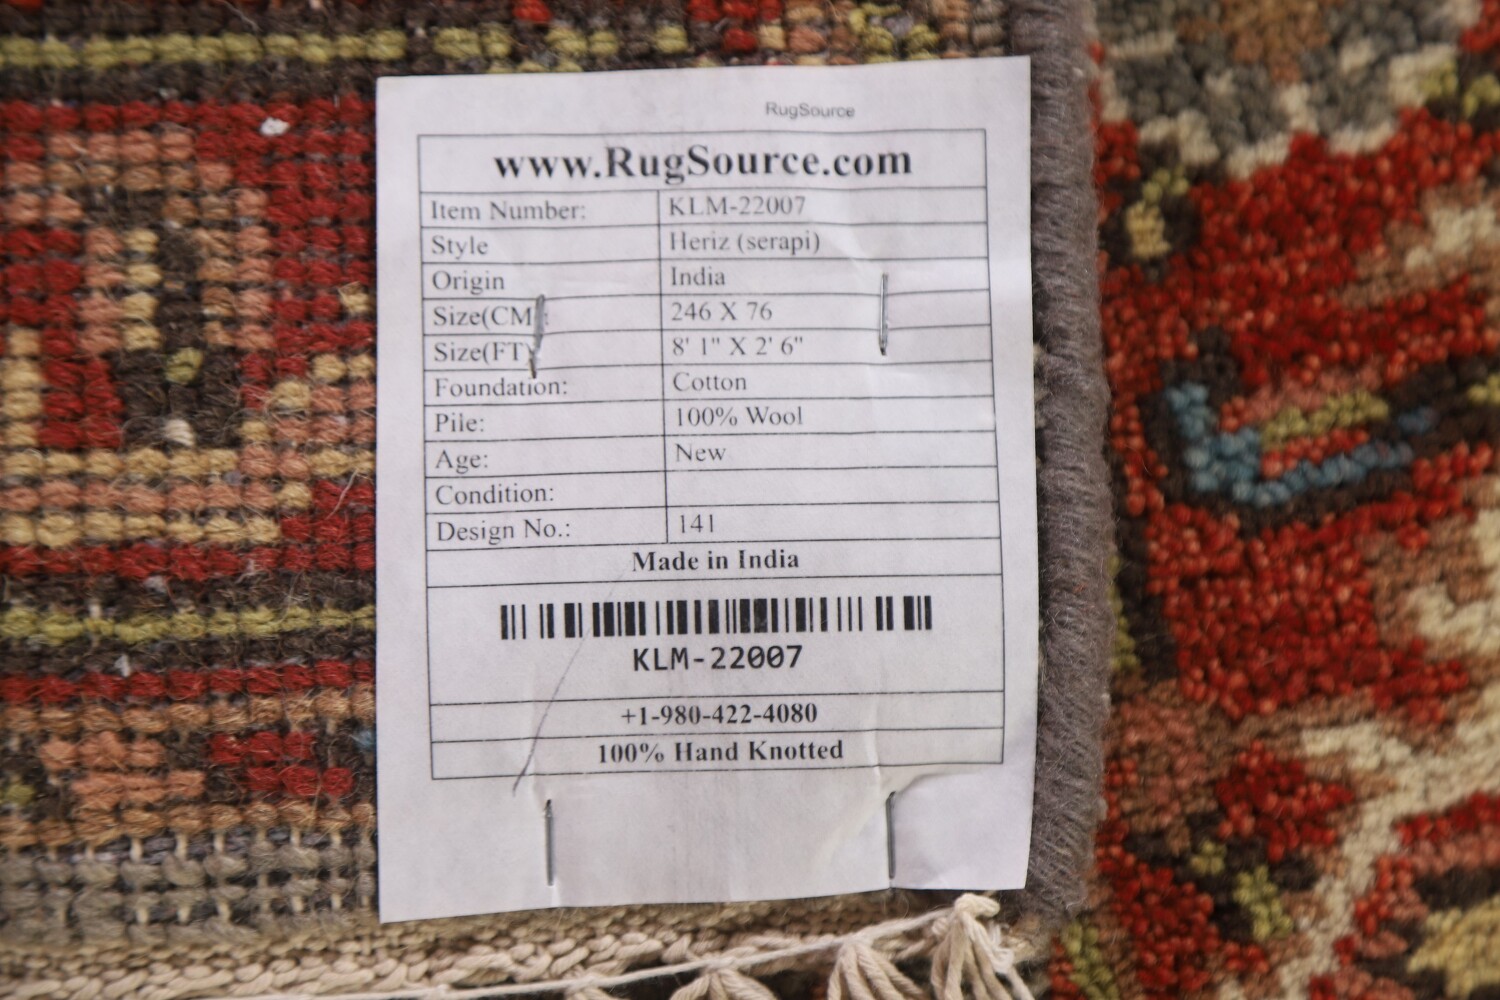 RugSource
www.RugSource.com
Item Number: KLM-22007
Style Heriz (serapi)
Origin India
Size(CM): 246 X 76
Size(FT) 8' 1" X 2' 6"
Foundation: Cotton
Pile: 100% Wool
Age: New
Condition:
Design No.: 141
Made in India
KLM-22007
+1-980-422-4080
100% Hand Knotted